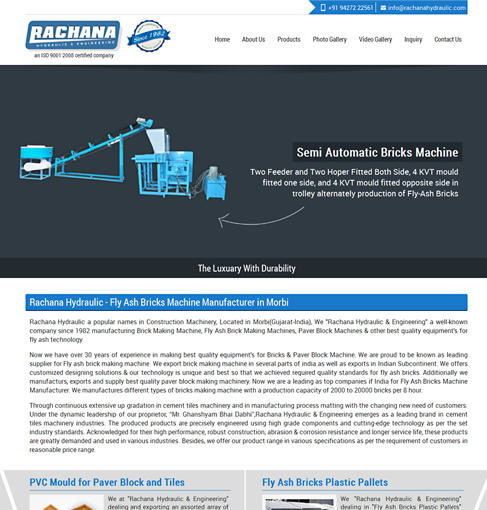 +91 94272 22561 info@rachanahydraulic.com
RACHANA
HYDRAULIC & ENGINEERING
Since 1982
an ISO 9001:2008 certified company
Home About Us Products Photo Gallery Video Gallery Inquiry Contact Us
Semi Automatic Bricks Machine
Two Feeder and Two Hoper Fitted Both Side, 4 KVT mould
fitted one side, and 4 KVT mould fitted opposite side in
trolley alternately production of Fly-Ash Bricks
The Luxuary With Durability
Rachana Hydraulic - Fly Ash Bricks Machine Manufacturer in Morbi
Rachana Hydraulic a popular names in Construction Machinery, Located in Morbi(Gujarat-India), We "Rachana Hydraulic & Engineering" a well-known
company since 1982 manufacturing Brick Making Machine, Fly Ash Brick Making Machines, Paver Block Machines & other best quality equipment's for
fly ash technology.
Now we have over 30 years of experience in making best quality equipment's for Bricks & Paver Block Machine. We are proud to be known as leading
supplier for Fly ash brick making machine. We export brick making machine in several parts of india as well as exports in Indian Subcontinent. We offers
customized designing solutions & our technology is unique and best so that we achieved required quality standards for fly ash bricks. Additionally we
manufacturs, exports and supply best quality paver block making machinery. Now we are a leading as top companies if India for Fly Ash Bricks Machine
Manufacturer. We manufactures different types of bricks making machine with a production capacity of 2000 to 20000 bricks per 8 hour.
Through continuous extensive up gradation in cement tiles machinery and in manufacturing process matting with the changing new need of customers.
Under the dynamic leadership of our proprietor, "Mr. Ghanshyam Bhai Dabhi",Rachana Hydraulic & Engineering emerges as a leading brand in cement
tiles machinery industries. The produced products are precisely engineered using high grade components and cutting-edge technology as per the set
industry standards. Acknowledged for their high performance, robust construction, abrasion & corrosion resistance and longer service life, these products
are greatly demanded and used in various industries. Besides, we offer our product range in various specifications as per the requirement of customers in
reasonable price range.
PVC Mould for Paver Block and Tiles
We at "Rachana Hydraulic & Engineering"
dealing and exporting an assorted array of
Fly Ash Bricks Plastic Pallets
We "Rachana Hydraulic & Engineering"
dealing in "Fly Ash Bricks Plastic Pallets"